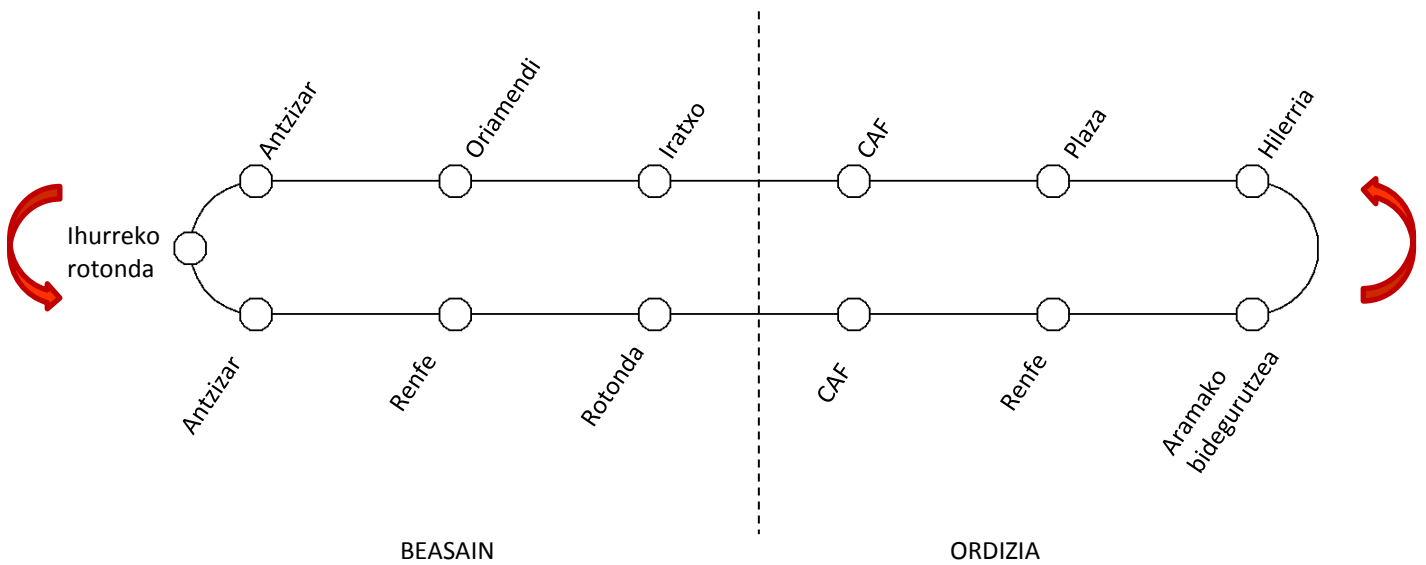 Antzizar
Oriamendi
Iratxo
CAF
Plaza
Hilerria
Ihurreko
rotonda
Antzizar
Renfe
Rotonda
CAF
Renfe
Aramako
bidegurutzea
BEASAIN
ORDIZIA